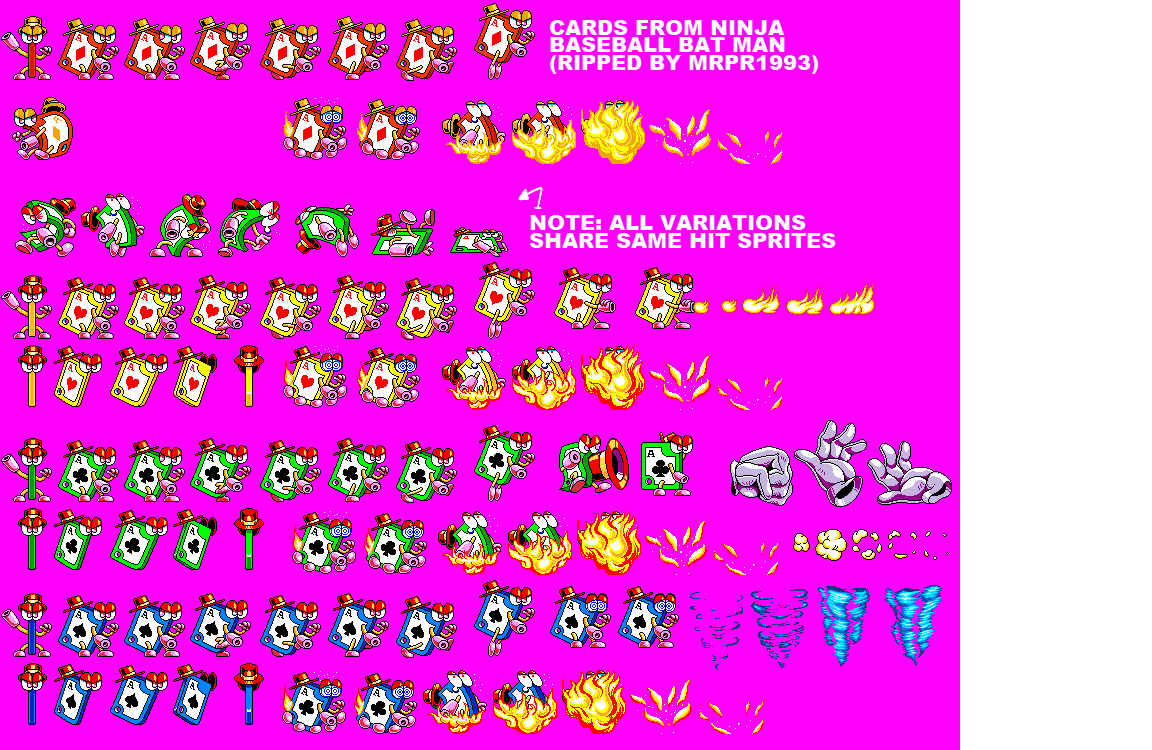 CARDS FROM NINJA
BASEBALL BAT MAN
(RIPPED BY MRPR1993)
NOTE: ALL VARIATIONS
SHARE SAME HIT SPRITES